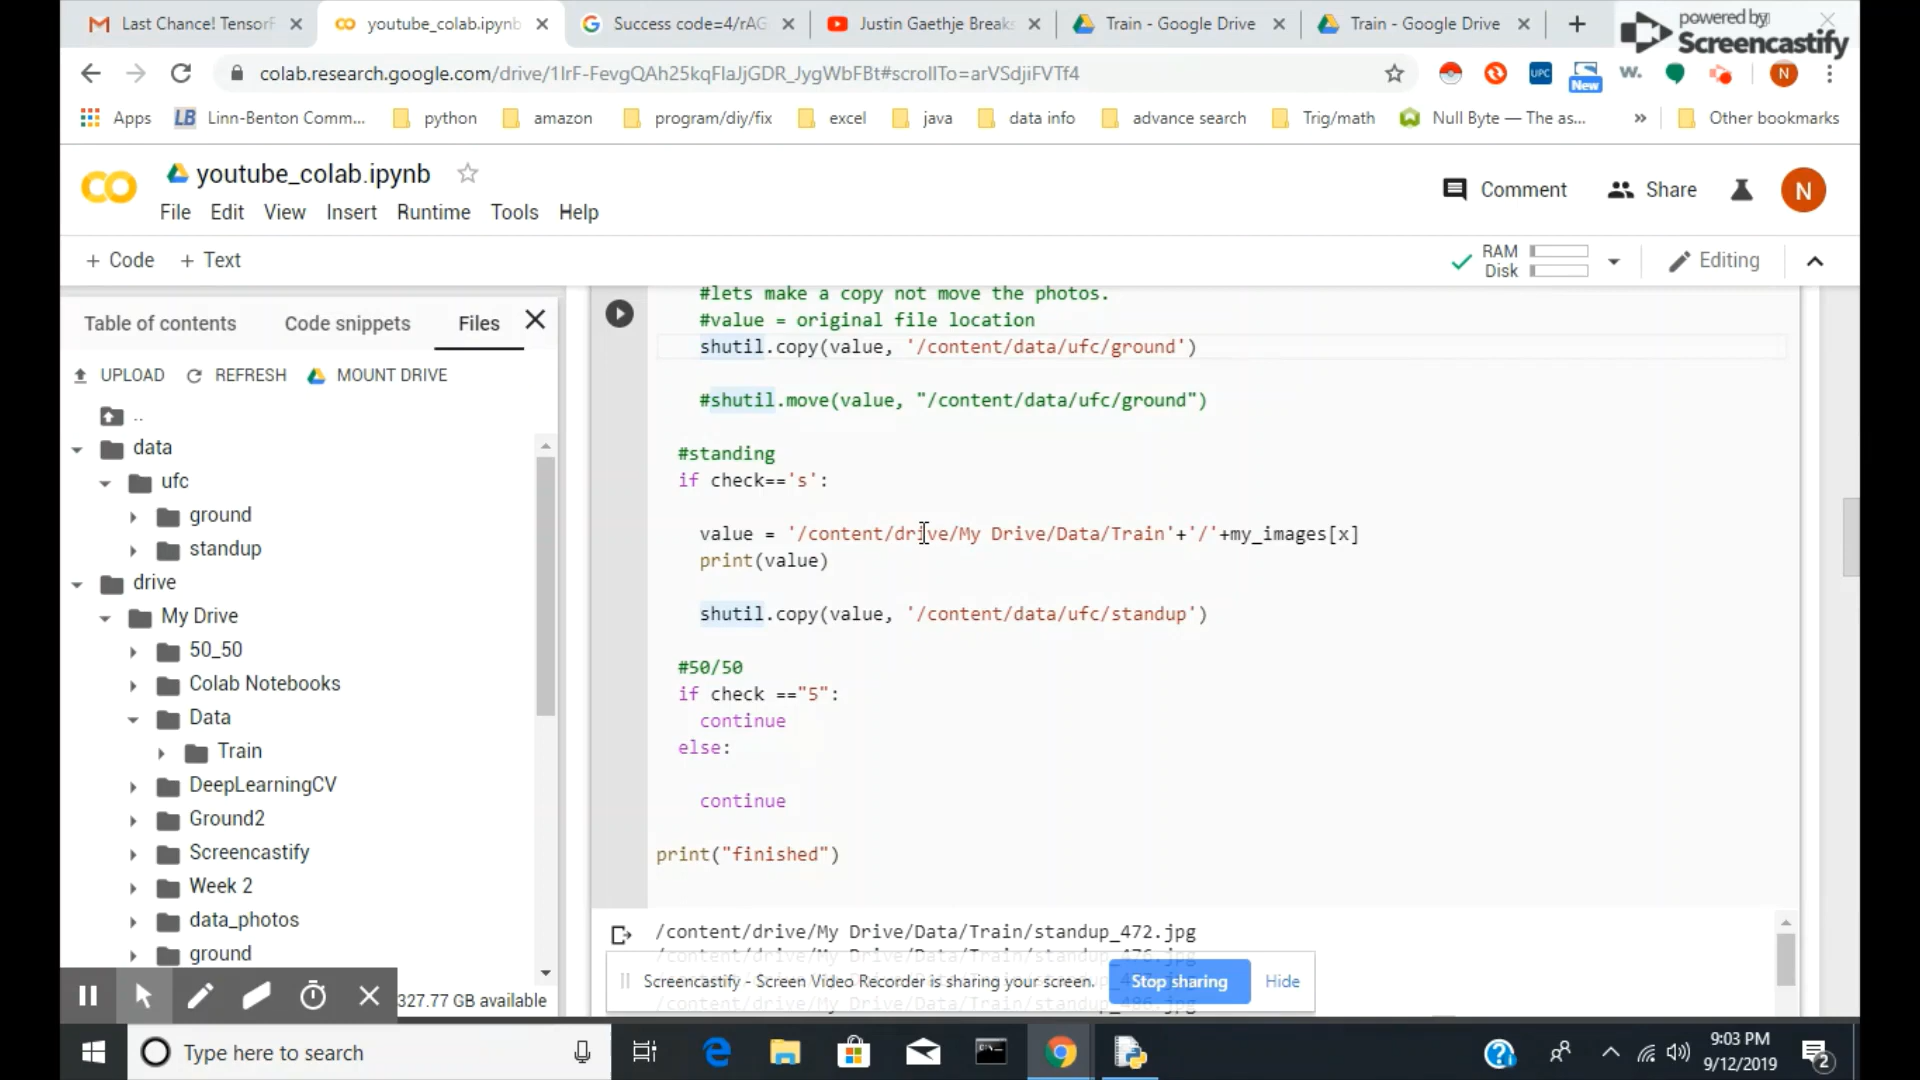 Last Chance! Tensorf
youtube_colab.ipynb
Success code=4/rAG
Justin Gaethje Breaks
Train - Google Drive
Train - Google Drive
powered by
Screencastify
colab.research.google.com/drive/1IrF-FevgQAh25kqFlaJjGDR_JygWbFBt#scrollTo=arVSdjiFVTf4
UPC
New
w.
N
Apps
LB Linn-Benton Comm...
python
amazon
program/diy/fix
excel
java
data info
advance search
Trig/math
Null Byte — The as...
»
Other bookmarks
youtube_colab.ipynb
File Edit View Insert Runtime Tools Help
Comment
Share
N
+ Code + Text
RAM
Disk
Editing
Table of contents
Code snippets
Files
UPLOAD
REFRESH
MOUNT DRIVE
..
data
ufc
ground
standup
drive
My Drive
50_50
Colab Notebooks
Data
Train
DeepLearningCV
Ground2
Screencastify
Week 2
data_photos
ground
327.77 GB available
#lets make a copy not move the photos.
#value = original file location
shutil.copy(value, '/content/data/ufc/ground')
#shutil.move(value, "/content/data/ufc/ground")
#standing
if check=='s':
value = '/content/drive/My Drive/Data/Train'+'/'+my_images[x]
print(value)
shutil.copy(value, '/content/data/ufc/standup')
#50/50
if check =="5":
continue
else:
continue
print("finished")
/content/drive/My Drive/Data/Train/standup_472.jpg
/content/drive/My Drive/Data/Train/standup_476.jpg
Screencastify - Screen Video Recorder is sharing your screen.
Stop sharing
Hide
/content/drive/My Drive/Data/Train/standup_486.jpg
Type here to search
9:03 PM
9/12/2019
2